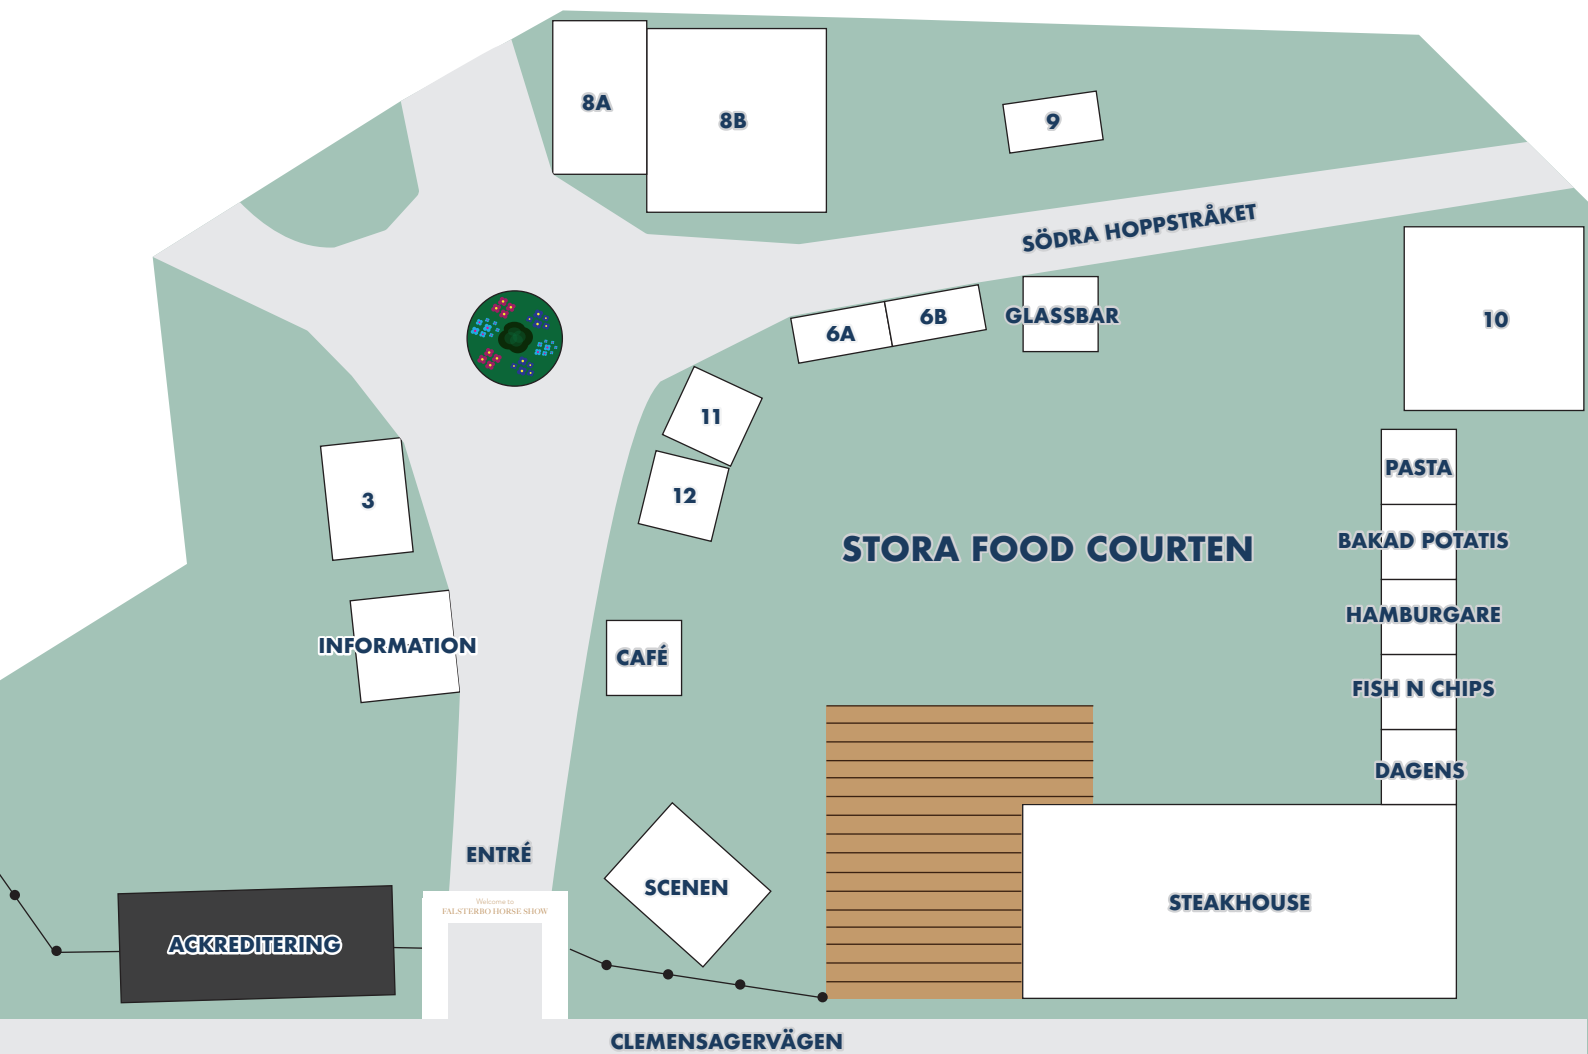 8A
8B
9
SÖDRA HOPPSTRÅKET
6A
6B
GLASSBAR
10
11
12
3
PASTA
BAKAD POTATIS
HAMBURGARE
FISH N CHIPS
DAGENS
STORA FOOD COURTEN
INFORMATION
CAFÉ
ENTRÉ
SCENEN
STEAKHOUSE
Welcome to
FALSTERBO HORSE SHOW
ACKREDITERING
CLEMENSAGERVÄGEN